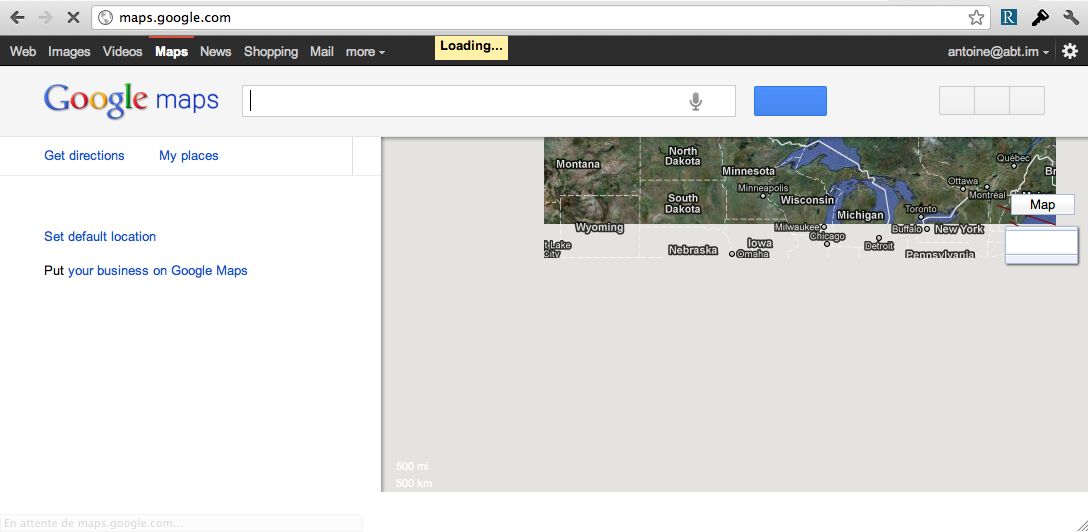 maps.google.com
Web Images Videos Maps News Shopping Mail more
Loading...
antoine@abt.im
Google maps
Get directions My places
Set default location
Put your business on Google Maps
Montana
North
Dakota
Minnesota
Minneapolis
South
Dakota
Wisconsin
Michigan
Québec
Ottawa
Montréal
Toronto
Map
Wyoming
Milwaukee
Buffalo
New York
Chicago
Detroit
t Lake
City
Nebraska
Iowa
Omaha
Pennsylvania
500 mi
500 km
En attente de maps.google.com...